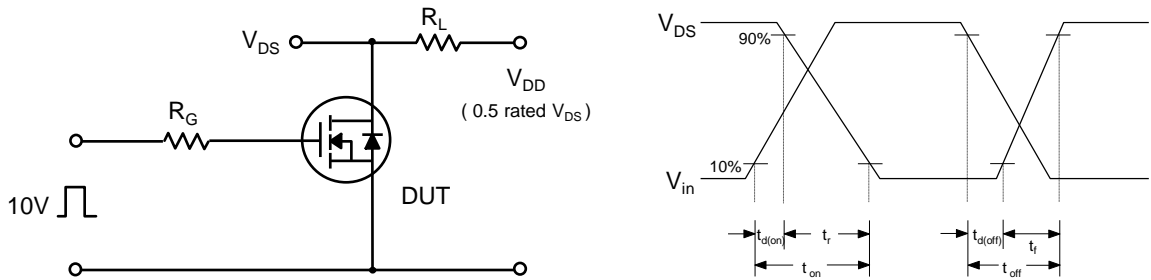 R_L
V_DS
V_DD
( 0.5 rated V_DS )
R_G
DUT
10V
V_DS
90%
10%
V_in
t_d(on)
t_r
t_on
t_d(off)
t_f
t_off